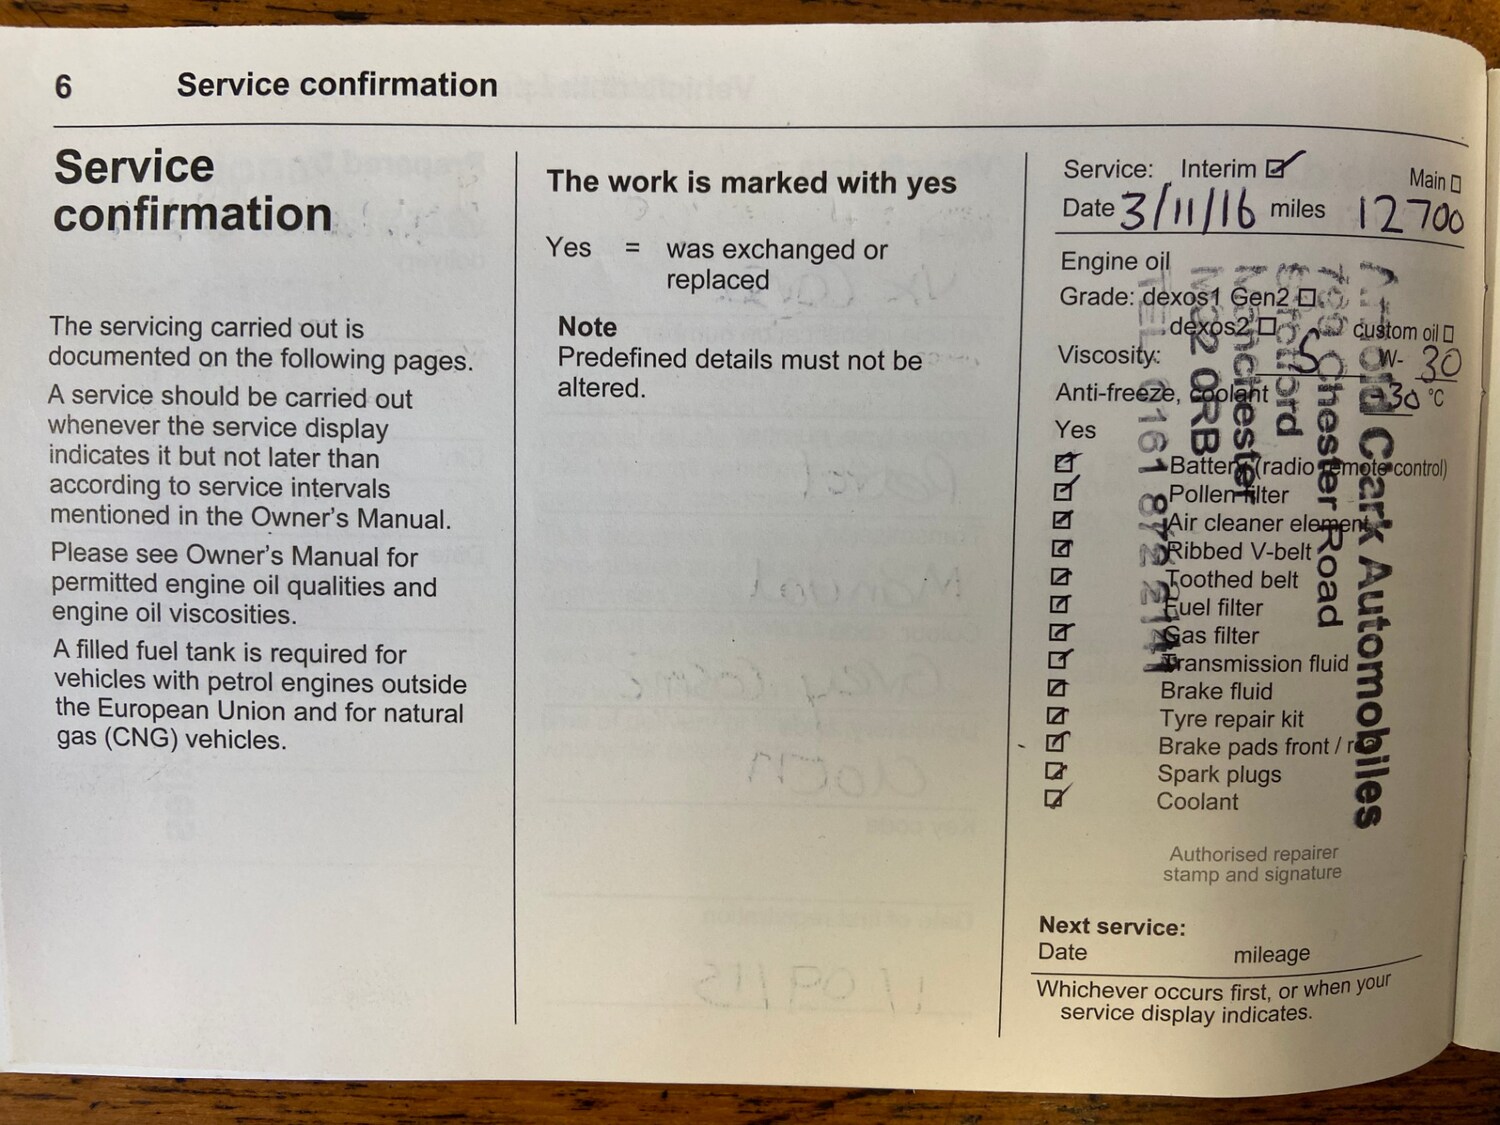 6 Service confirmation
Service
confirmation
The servicing carried out is
documented on the following pages.
A service should be carried out
whenever the service display
indicates it but not later than
according to service intervals
mentioned in the Owner's Manual.
Please see Owner's Manual for
permitted engine oil qualities and
engine oil viscosities.
A filled fuel tank is required for
vehicles with petrol engines outside
the European Union and for natural
gas (CNG) vehicles.
The work is marked with yes
Yes = was exchanged or
replaced
Note
Predefined details must not be
altered.
Service: Interim ☑ Main ☐
Date 3/11/16 miles 12700
Engine oil
Grade: dexos1 Gen2 ☐
dexos2 ☐ custom oil ☐
Viscosity: 5 W- 30
Anti-freeze, coolant -30 °C
Yes
☑ Battery (radio remote control)
☑ Pollen filter
☑ Air cleaner element
☑ Ribbed V-belt
☑ Toothed belt
☑ Fuel filter
☑ Gas filter
☑ Transmission fluid
☑ Brake fluid
☑ Tyre repair kit
☑ Brake pads front /
☑ Spark plugs
☑ Coolant
Authorised repairer
stamp and signature
Next service:
Date mileage
Whichever occurs first, or when your
service display indicates.
Clark Automobiles
Chester Road
Manchester
M32 0RB
TEL 0161 872 2141